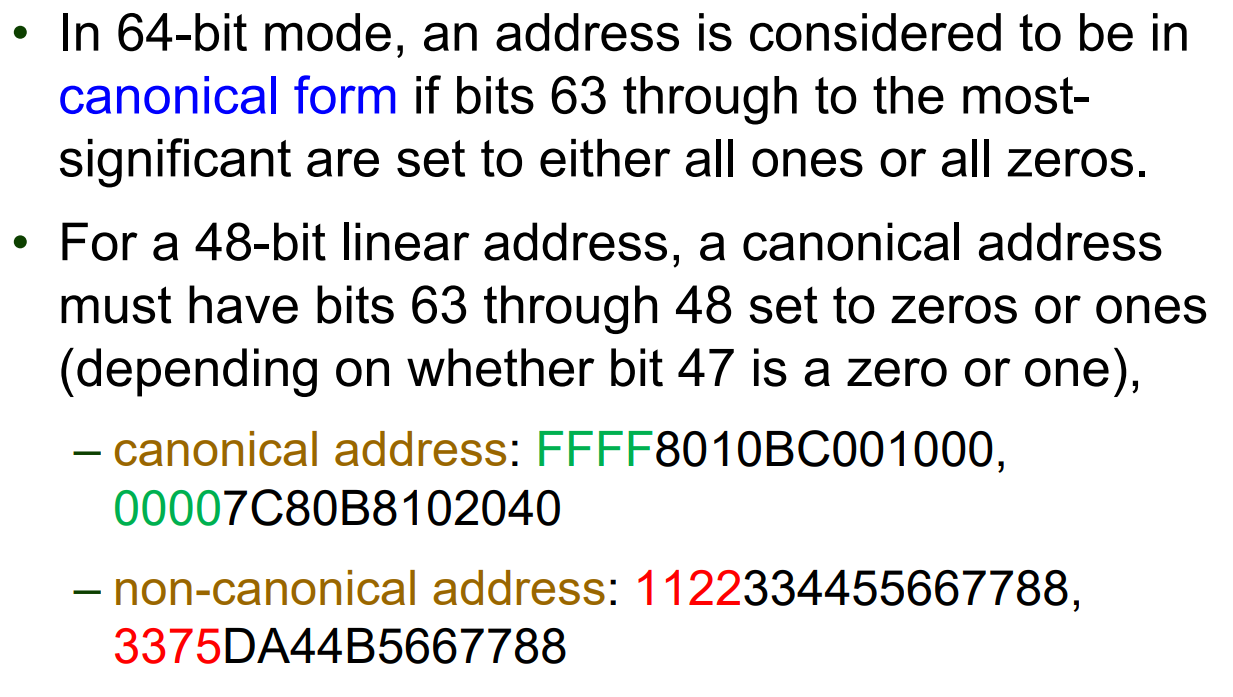 • In 64-bit mode, an address is considered to be in
canonical form if bits 63 through to the most-
significant are set to either all ones or all zeros.
• For a 48-bit linear address, a canonical address
must have bits 63 through 48 set to zeros or ones
(depending on whether bit 47 is a zero or one),
– canonical address: FFFF8010BC001000,
00007C80B8102040
– non-canonical address: 1122334455667788,
3375DA44B5667788